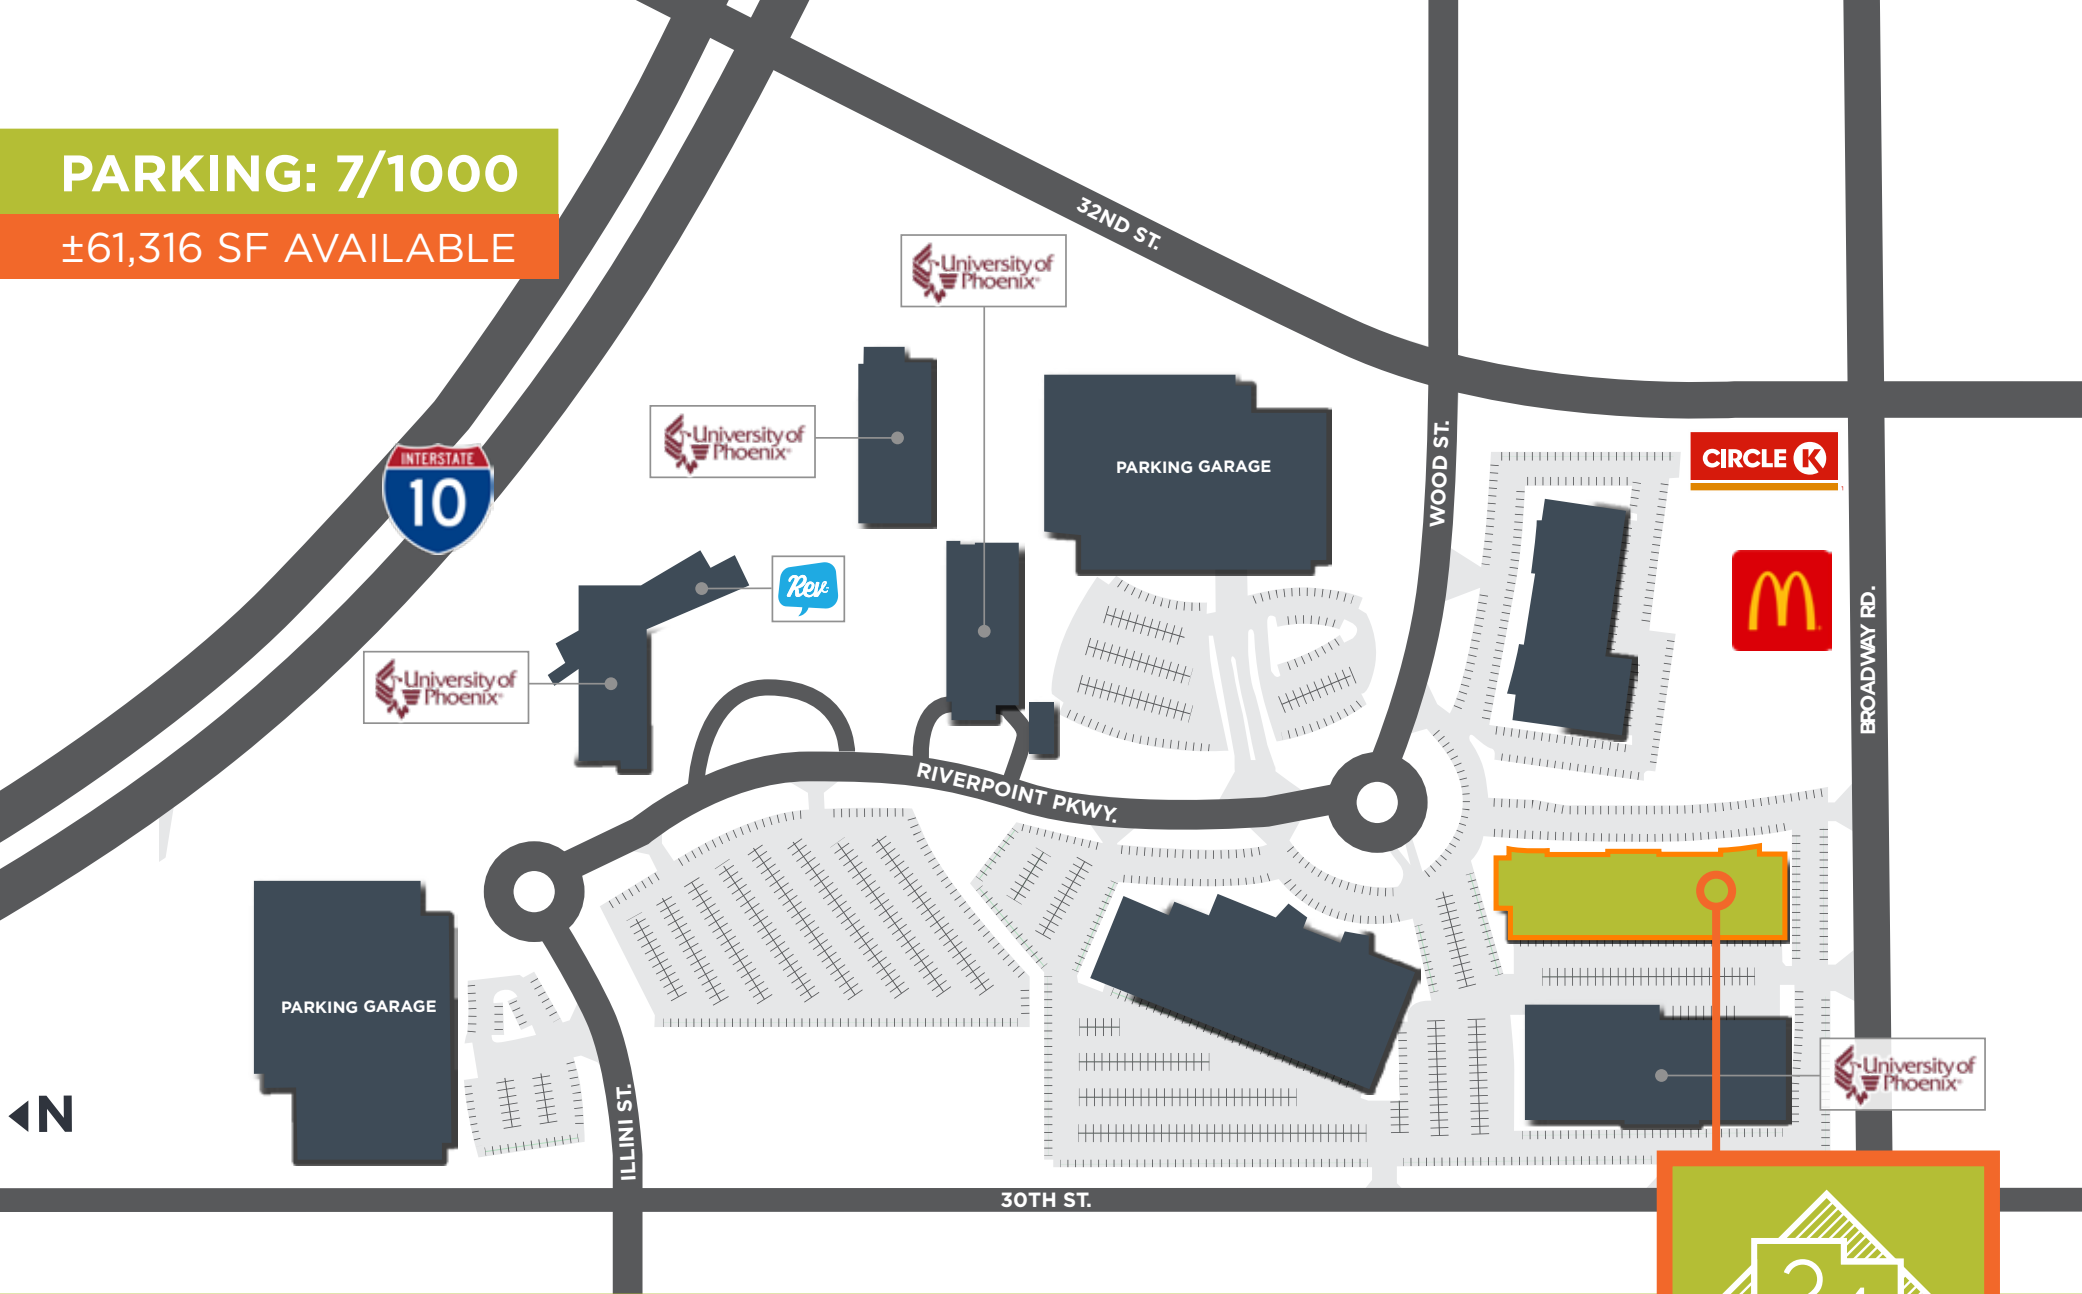 PARKING: 7/1000
±61,316 SF AVAILABLE
32ND ST.
University of
Phoenix
University of
Phoenix
PARKING GARAGE
WOOD ST.
CIRCLE K
INTERSTATE
10
Rev
M
BROADWAY RD.
University of
Phoenix
RIVERPOINT PKWY.
PARKING GARAGE
University of
Phoenix
N
ILLINI ST.
30TH ST.